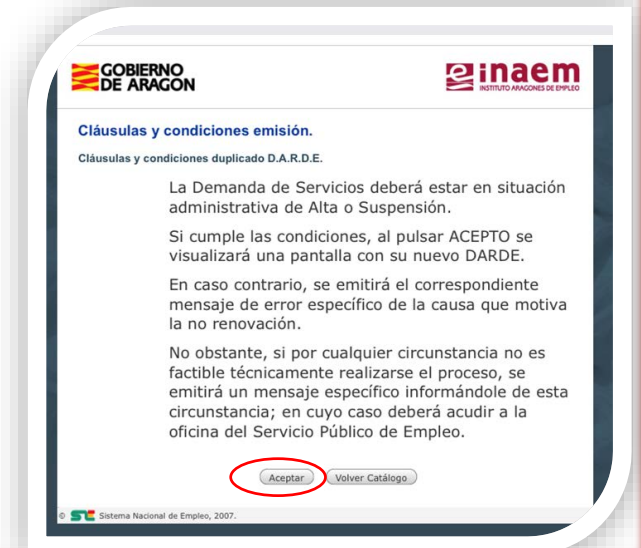 GOBIERNO
DE ARAGON
inaem
INSTITUTO ARAGONES DE EMPLEO
Cláusulas y condiciones emisión.
Cláusulas y condiciones duplicado D.A.R.D.E.
La Demanda de Servicios deberá estar en situación
administrativa de Alta o Suspensión.
Si cumple las condiciones, al pulsar ACEPTO se
visualizará una pantalla con su nuevo DARDE.
En caso contrario, se emitirá el correspondiente
mensaje de error específico de la causa que motiva
la no renovación.
No obstante, si por cualquier circunstancia no es
factible técnicamente realizarse el proceso, se
emitirá un mensaje específico informándole de esta
circunstancia; en cuyo caso deberá acudir a la
oficina del Servicio Público de Empleo.
Aceptar Volver Catálogo
© Sistema Nacional de Empleo, 2007.